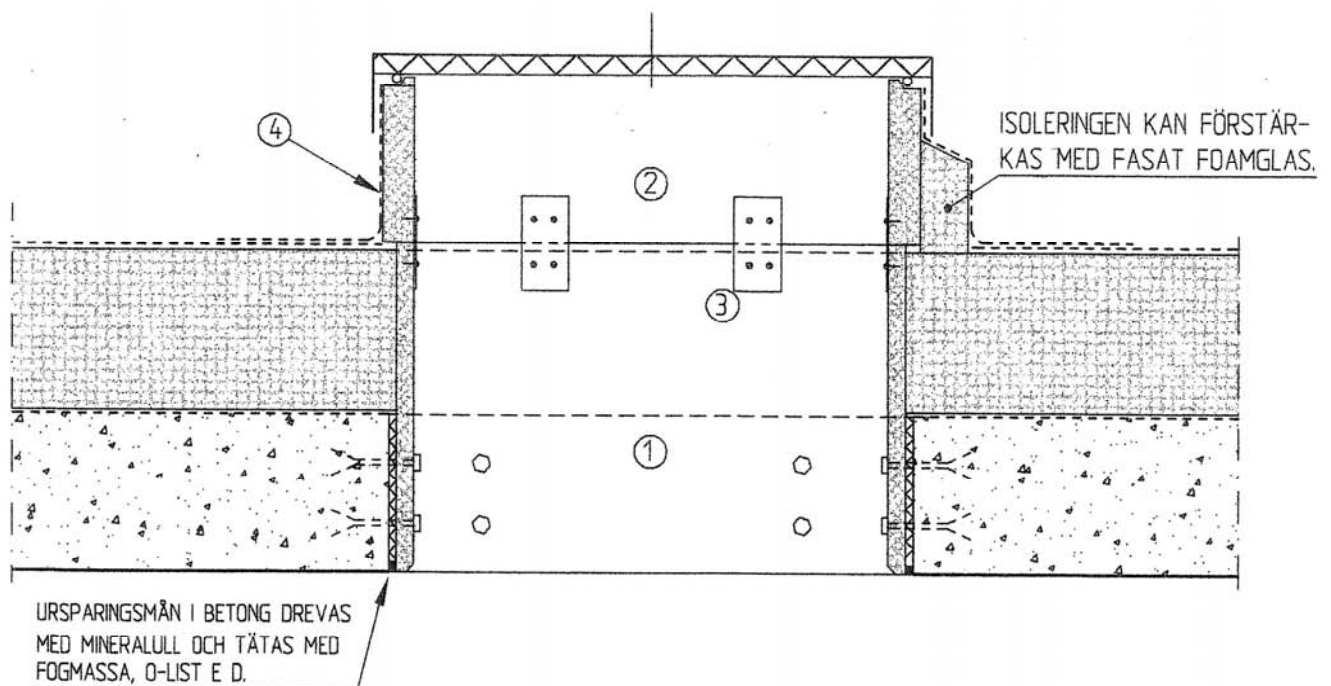 4
2
ISOLERINGEN KAN FÖRSTÄR-
KAS MED FASAT FOAMGLAS.
3
1
URSPARINGSMÅN I BETONG DREVAS
MED MINERALULL OCH TÄTAS MED
FOGMASSA, O-LIST E D.